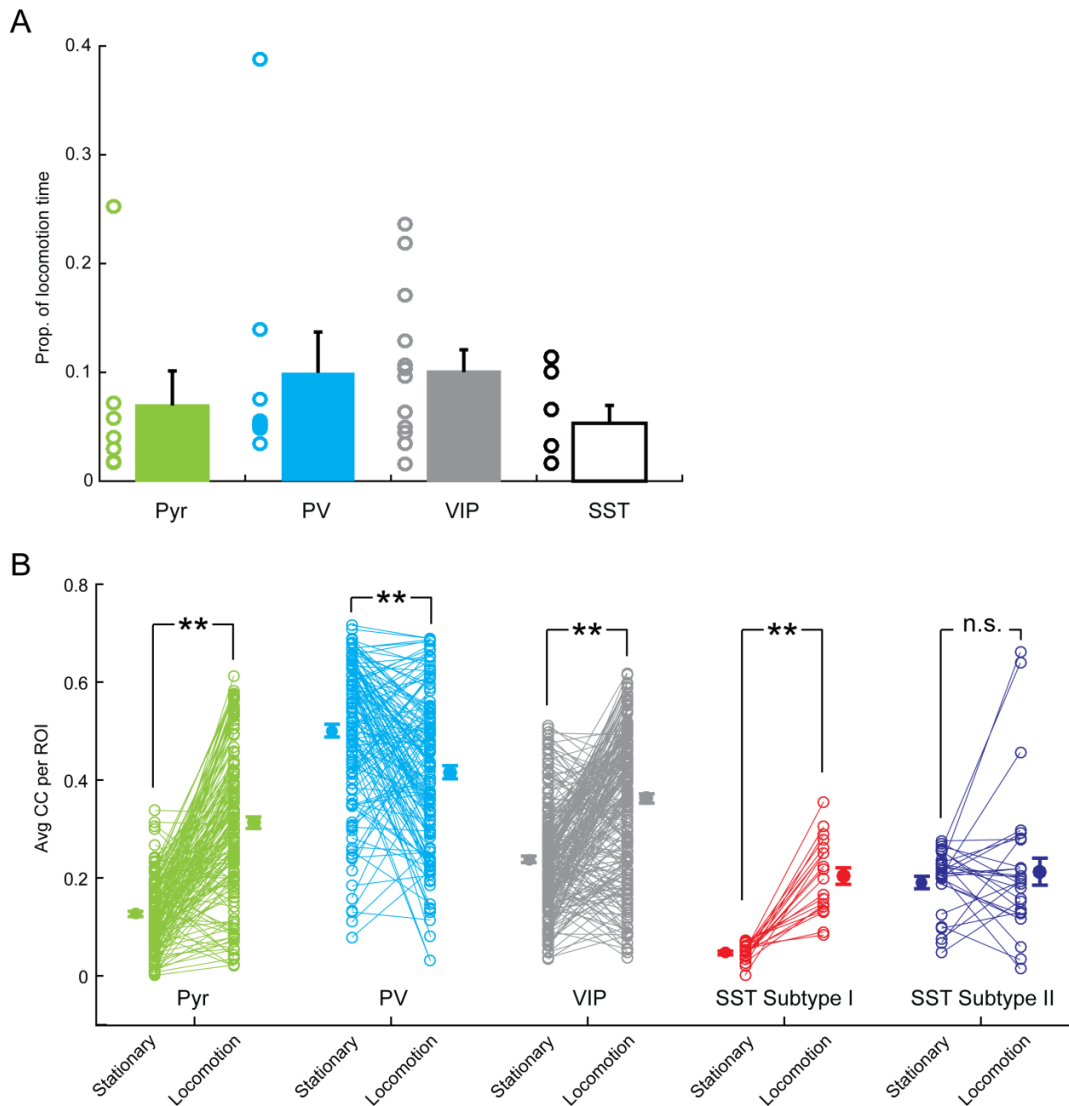 A
0.4
0.3
0.2
0.1
0
Prop. of locomotion time
Pyr PV VIP SST
B
0.8
0.6
0.4
0.2
0
Avg CC per ROI
** ** ** ** n.s.
Pyr PV VIP SST Subtype I SST Subtype II
Stationary Locomotion Stationary Locomotion Stationary Locomotion Stationary Locomotion Stationary Locomotion